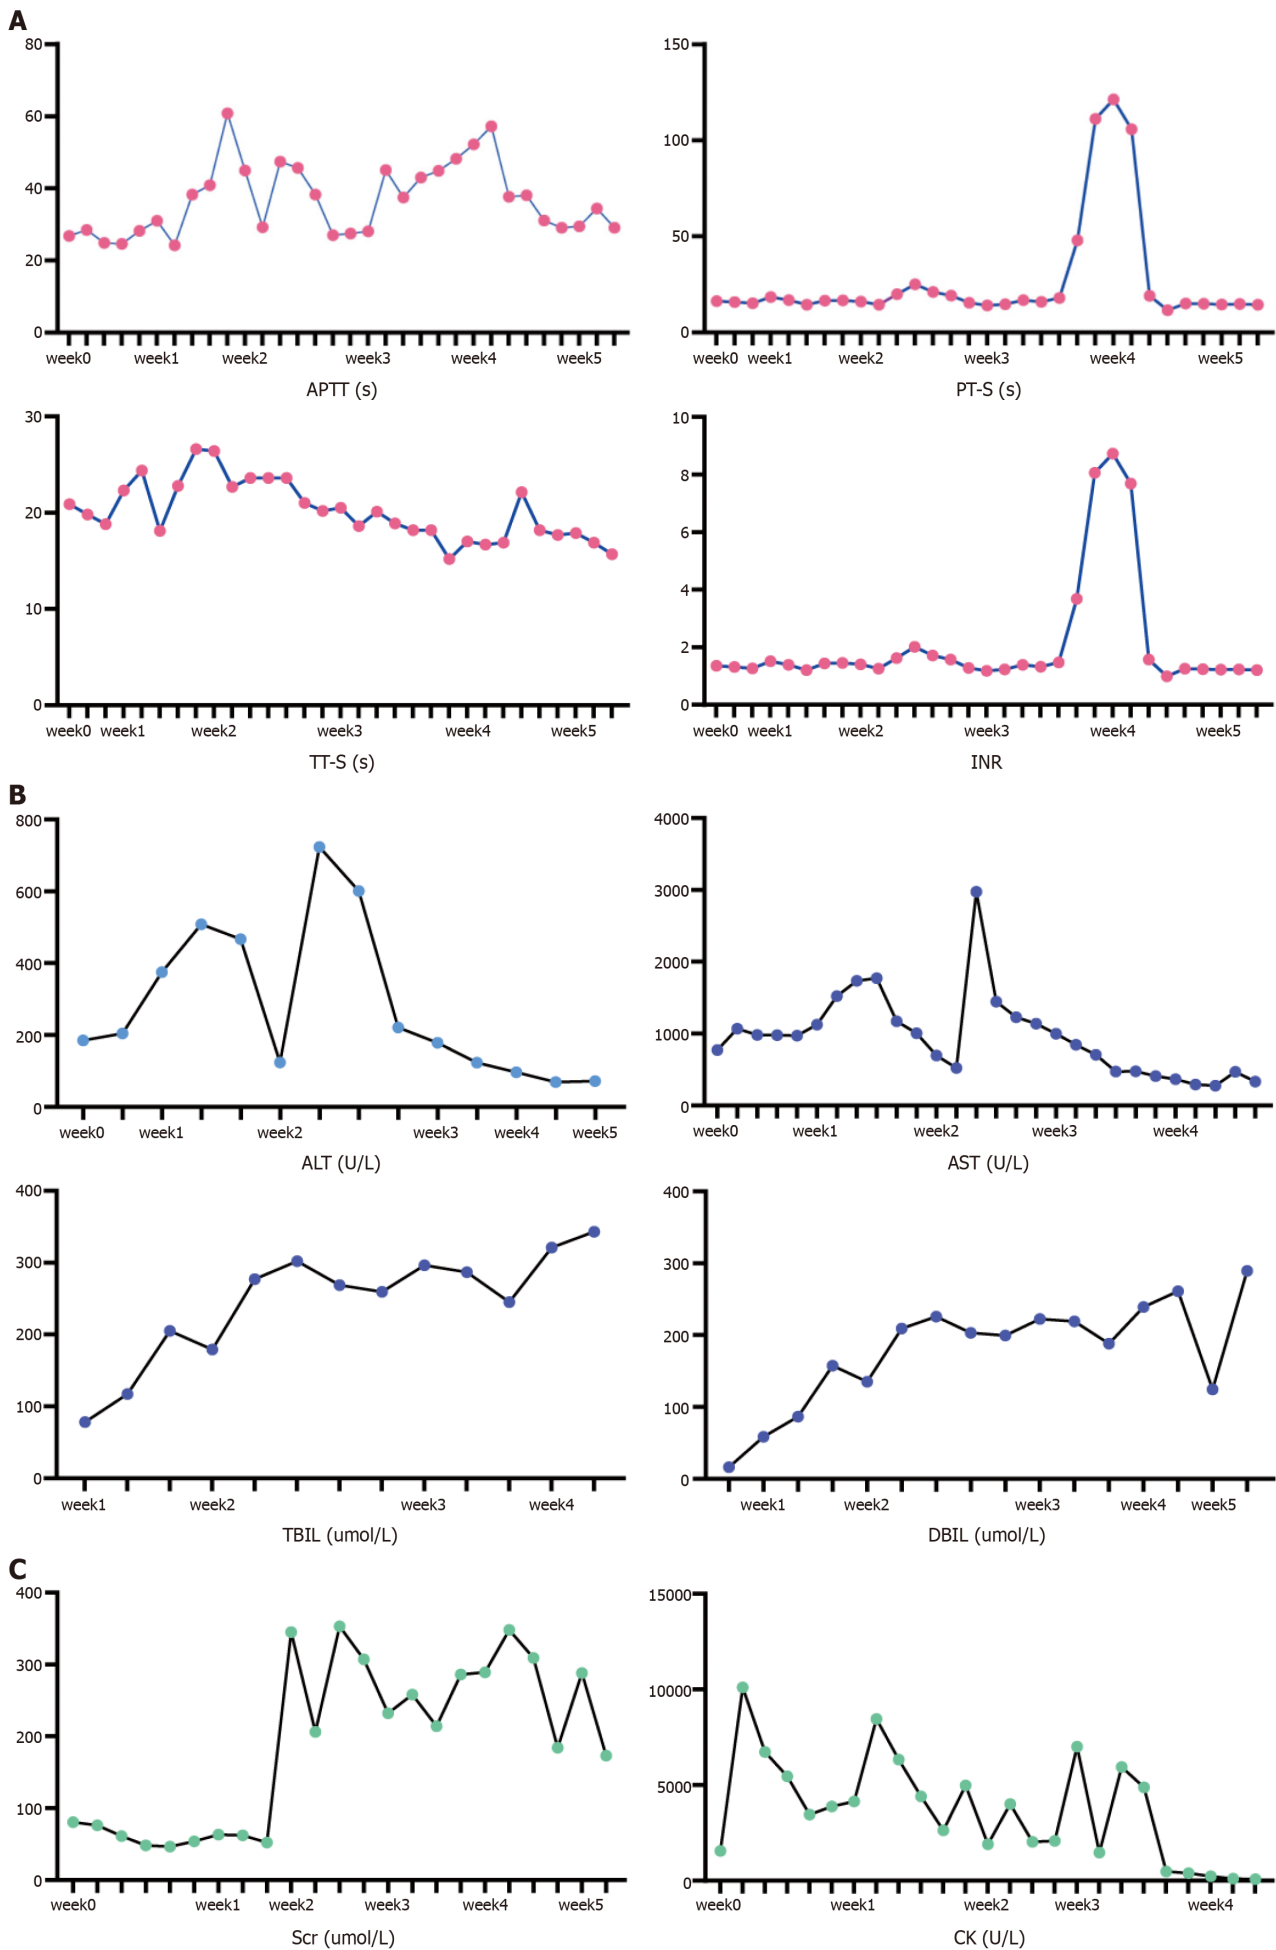 A
80
60
40
20
0
week0 week1 week2 week3 week4 week5
APTT (s)
150
100
50
0
week0 week1 week2 week3 week4 week5
PT-S (s)
30
20
10
0
week0 week1 week2 week3 week4 week5
TT-S (s)
10
8
6
4
2
0
week0 week1 week2 week3 week4 week5
INR
B
800
600
400
200
0
week0 week1 week2 week3 week4 week5
ALT (U/L)
4000
3000
2000
1000
0
week0 week1 week2 week3 week4
AST (U/L)
400
300
200
100
0
week1 week2 week3 week4
TBIL (umol/L)
400
300
200
100
0
week1 week2 week3 week4 week5
DBIL (umol/L)
C
400
300
200
100
0
week0 week1 week2 week3 week4 week5
Scr (umol/L)
15000
10000
5000
0
week0 week1 week2 week3 week4
CK (U/L)